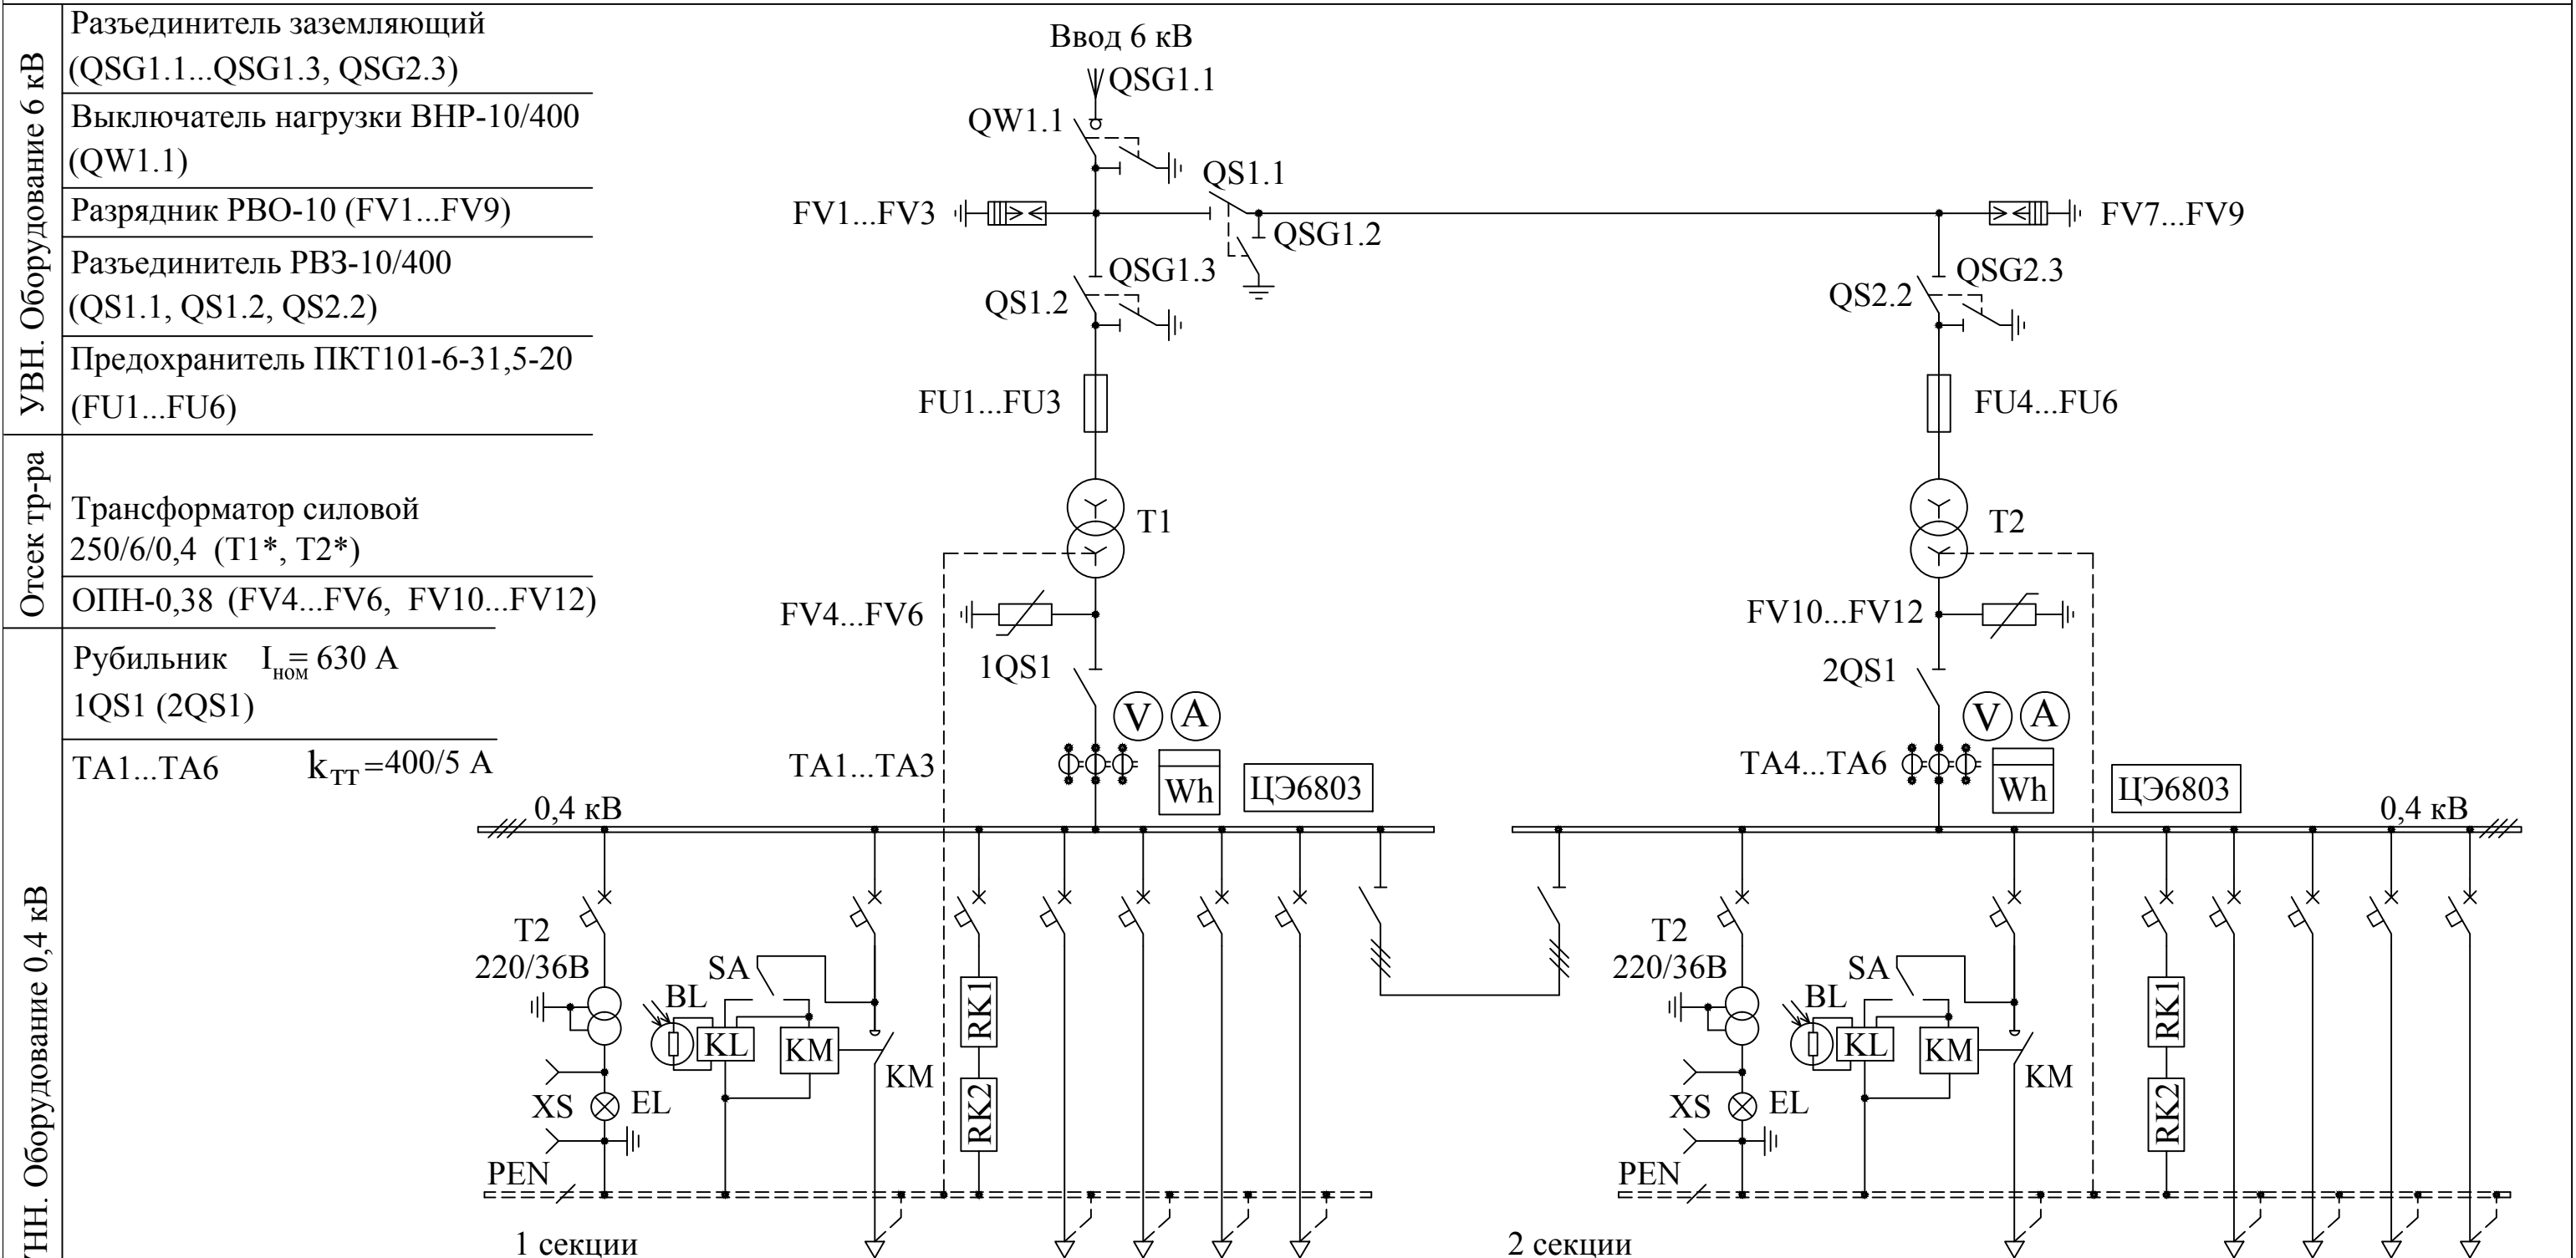 УВН. Оборудование 6 кВ
Разъединитель заземляющий
(QSG1.1...QSG1.3, QSG2.3)
Выключатель нагрузки ВНР-10/400
(QW1.1)
Разрядник РВО-10 (FV1...FV9)
Разъединитель РВЗ-10/400
(QS1.1, QS1.2, QS2.2)
Предохранитель ПКТ101-6-31,5-20
(FU1...FU6)
Отсек тр-ра
Трансформатор силовой
250/6/0,4 (Т1*, Т2*)
ОПН-0,38 (FV4...FV6, FV10...FV12)
УНН. Оборудование 0,4 кВ
Рубильник Iном= 630 А
1QS1 (2QS1)
ТА1...ТА6 kТТ=400/5 А
Ввод 6 кВ
QSG1.1
QW1.1
QS1.1
FV1...FV3
QSG1.2
FV7...FV9
QSG1.3
QS1.2
QSG2.3
QS2.2
FU1...FU3
FU4...FU6
Т1
Т2
FV4...FV6
FV10...FV12
1QS1
2QS1
V A
V A
ТА1...ТА3
Wh
ЦЭ6803
ТА4...ТА6
Wh
ЦЭ6803
0,4 кВ
0,4 кВ
Т2
220/36В
SA
BL
KL
KM
KM
RK1
RK2
XS
EL
PEN
1 секции
Т2
220/36В
SA
BL
KL
KM
KM
RK1
RK2
XS
EL
PEN
2 секции